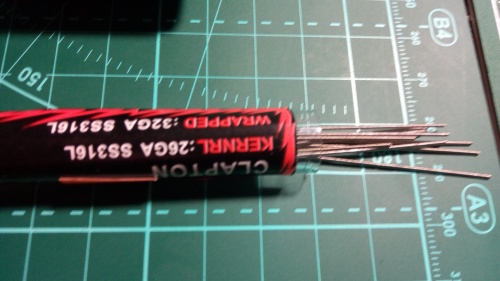 CLAPTON
KERNRL:26GA SS316L
WRAPPED:32GA SS316L
B4
A3
150
300